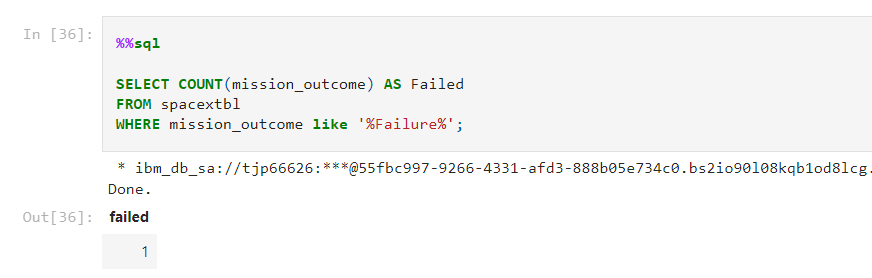 In [36]:
%%sql
SELECT COUNT(mission_outcome) AS Failed
FROM spacextbl
WHERE mission_outcome like '%Failure%';
* ibm_db_sa://tjp66626:***@55fbc997-9266-4331-afd3-888b05e734c0.bs2io90l08kqb1od8lcg.
Done.
Out[36]: failed
1